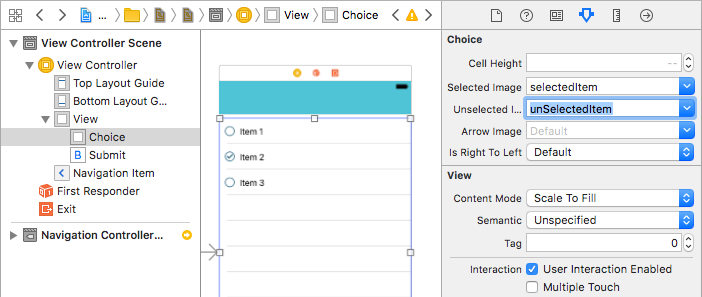 View Choice
View Controller Scene
View Controller
Top Layout Guide
Bottom Layout G...
View
Choice
B Submit
Navigation Item
First Responder
Exit
Navigation Controller...
Item 1
Item 2
Item 3
Choice
Cell Height --
Selected Image selectedItem
Unselected I... unSelectedItem
Arrow Image Default
Is Right To Left Default
View
Content Mode Scale To Fill
Semantic Unspecified
Tag 0
Interaction User Interaction Enabled
Multiple Touch